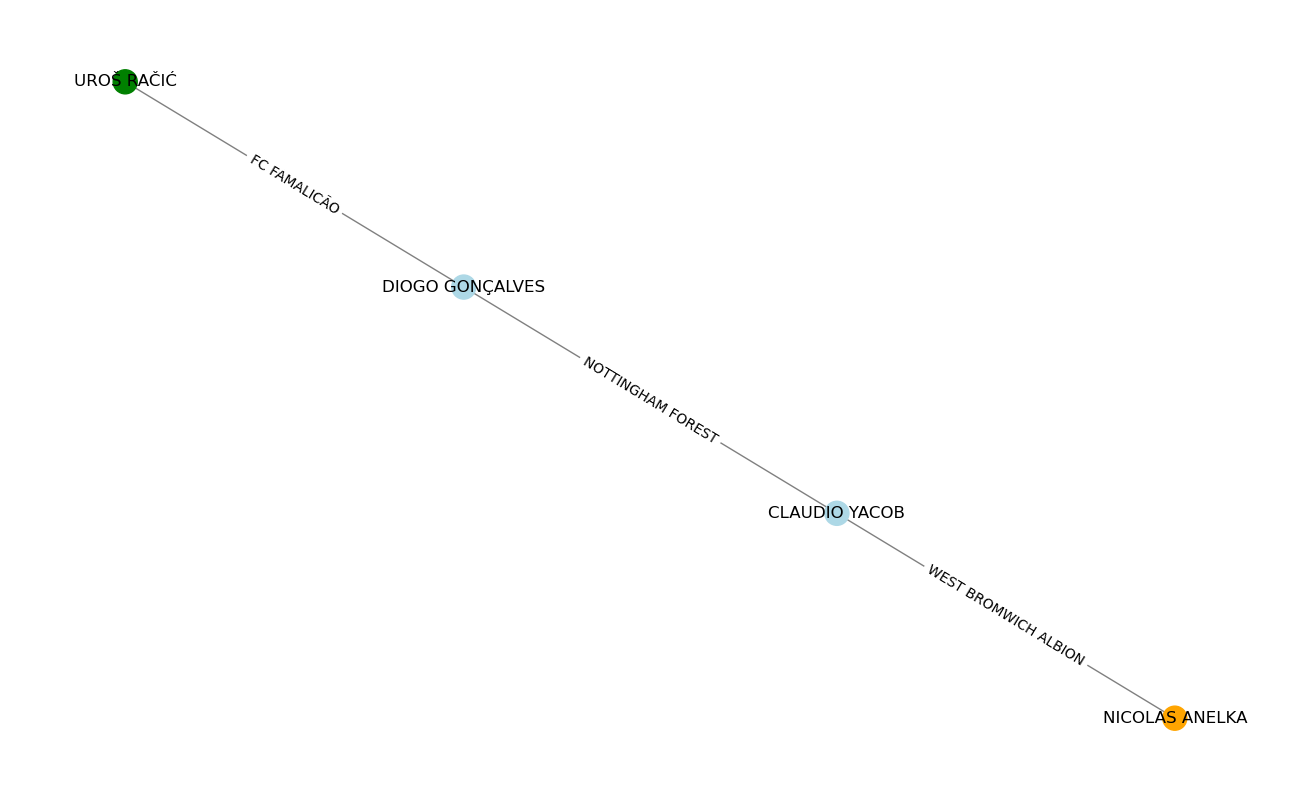 UROŠ RAČIĆ
FC FAMALICÃO
DIOGO GONÇALVES
NOTTINGHAM FOREST
CLAUDIO YACOB
WEST BROMWICH ALBION
NICOLAS ANELKA